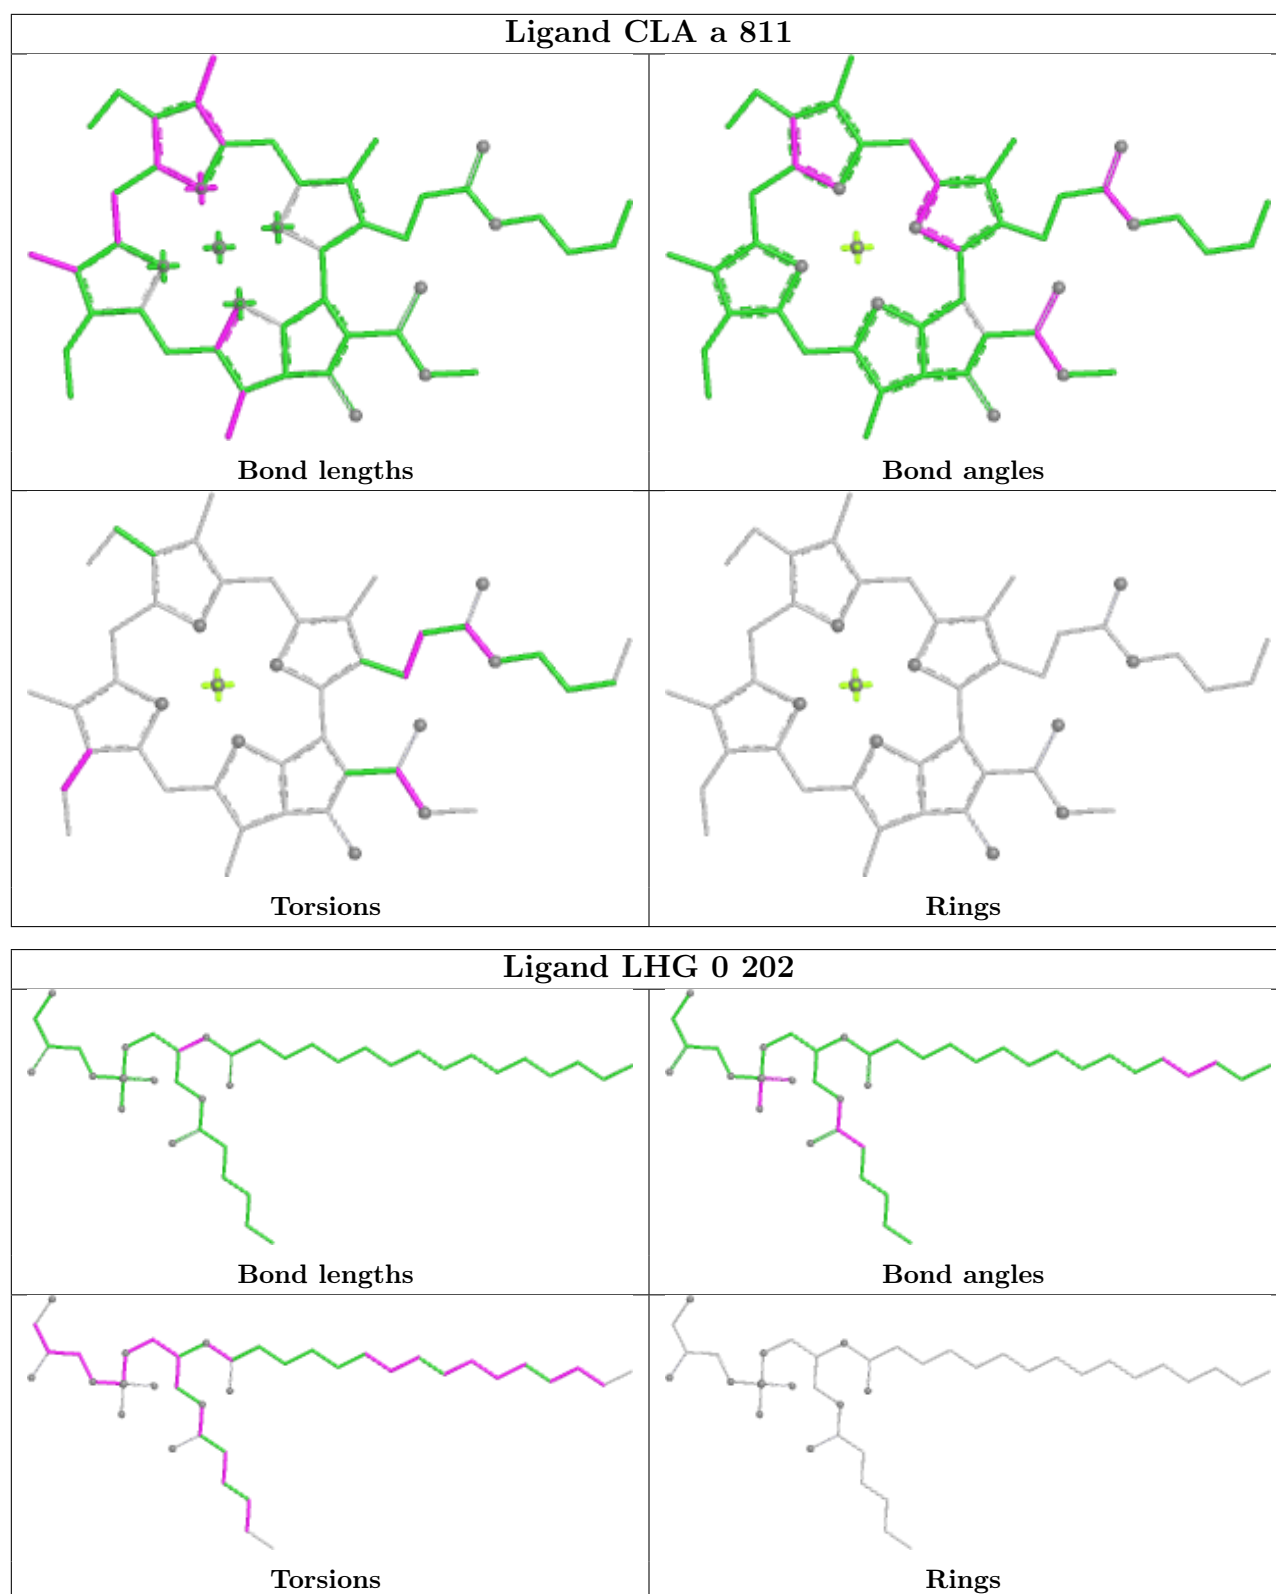 Ligand CLA a 811
Bond lengths
Bond angles
Torsions
Rings
Ligand LHG 0 202
Bond lengths
Bond angles
Torsions
Rings